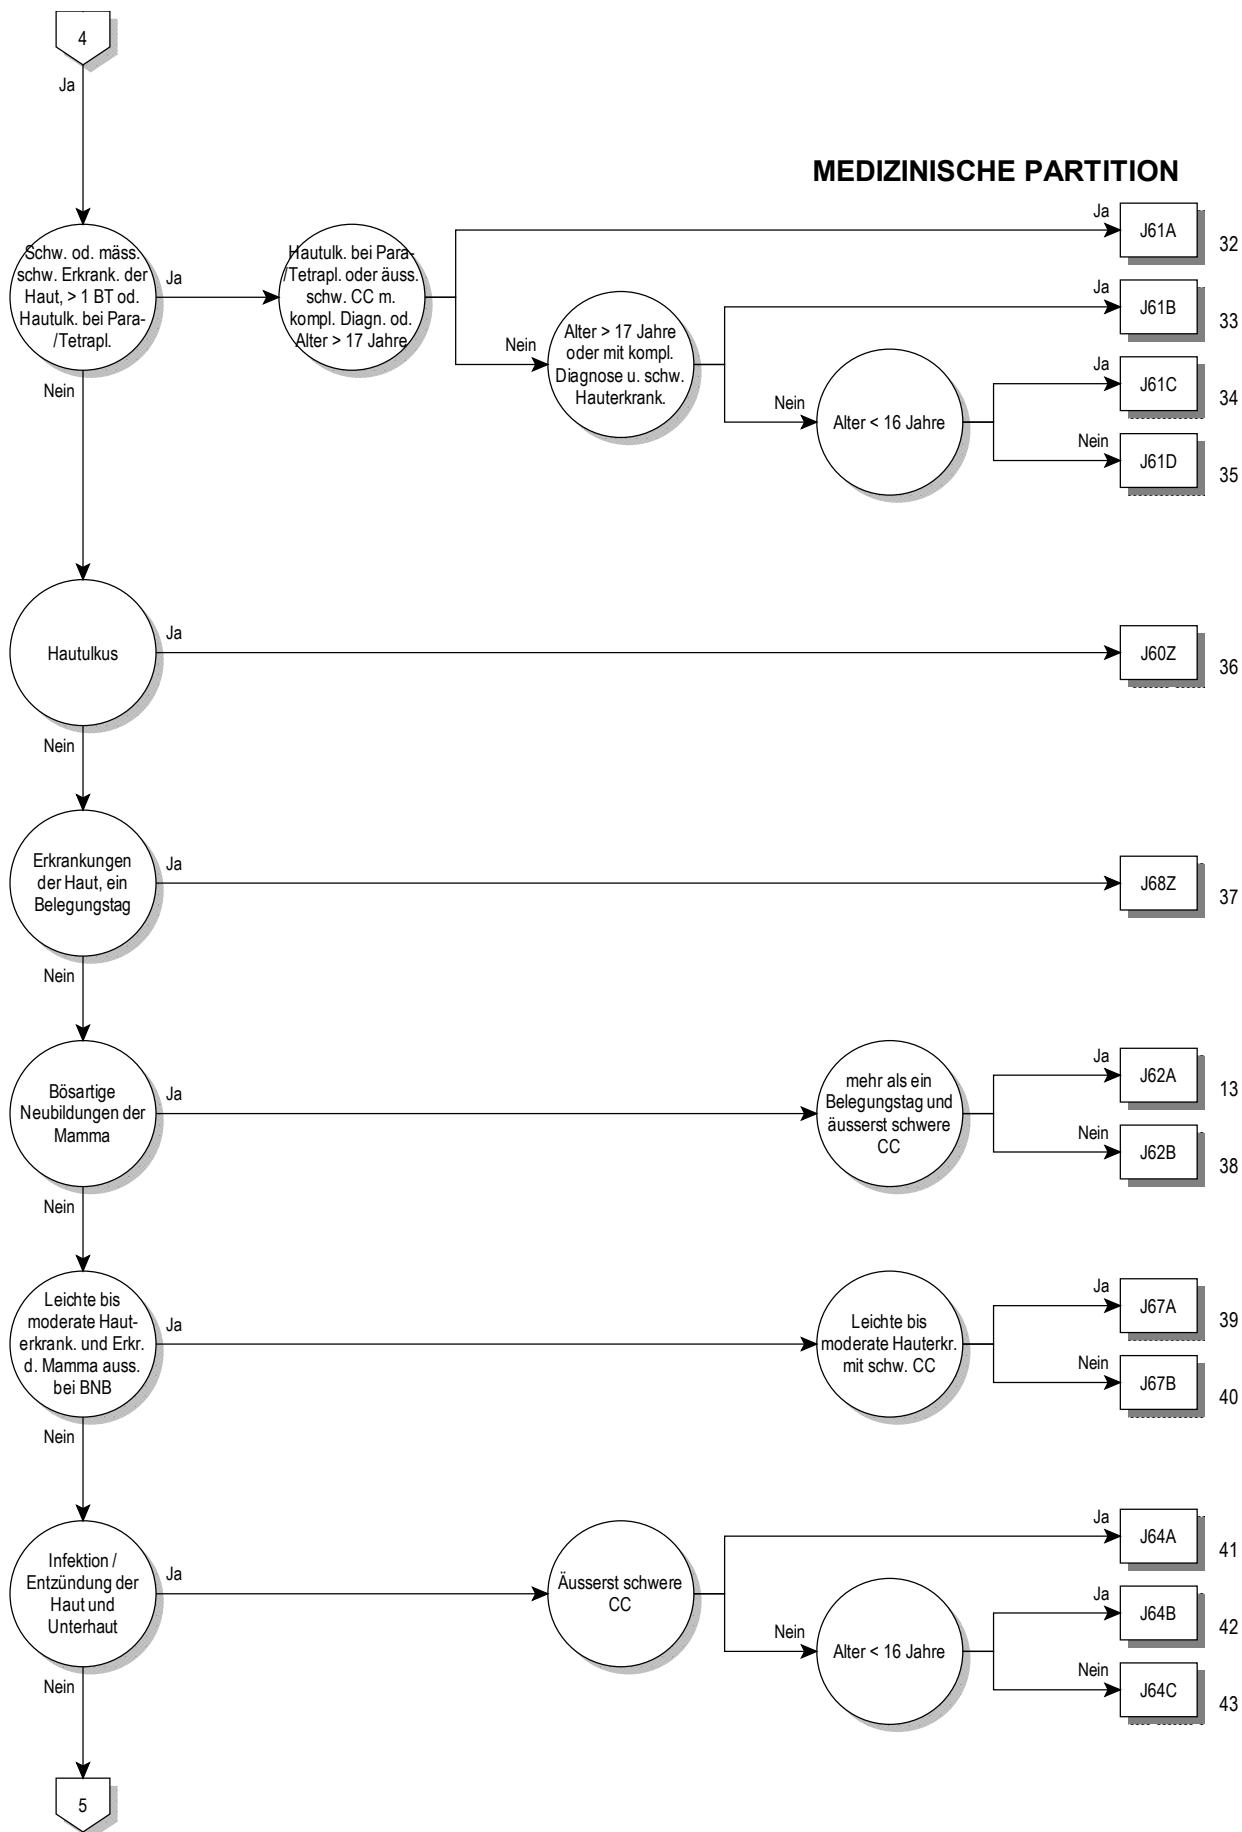 4
Ja
MEDIZINISCHE PARTITION
Schw. od. mäss.
schw. Erkrank. der
Haut, > 1 BT od.
Hautulk. bei Para-
/Tetrapl.
Ja
Nein
Hautulk. bei Para-
/Tetrapl. oder äuss.
schw. CC m.
kompl. Diagn. od.
Alter > 17 Jahre
Ja
J61A
32
Nein
Alter > 17 Jahre
oder mit kompl.
Diagnose u. schw.
Hauterkrank.
Ja
J61B
33
Nein
Alter < 16 Jahre
Ja
J61C
34
Nein
J61D
35
Hautulkus
Ja
J60Z
36
Nein
Erkrankungen
der Haut, ein
Belegungstag
Ja
J68Z
37
Nein
Bösartige
Neubildungen der
Mamma
Ja
mehr als ein
Belegungstag und
äusserst schwere
CC
Ja
J62A
13
Nein
J62B
38
Nein
Leichte bis
moderate Haut-
erkrank. und Erkr.
d. Mamma auss.
bei BNB
Ja
Leichte bis
moderate Hauterkr.
mit schw. CC
Ja
J67A
39
Nein
J67B
40
Nein
Infektion /
Entzündung der
Haut und
Unterhaut
Ja
Äusserst schwere
CC
Ja
J64A
41
Nein
Alter < 16 Jahre
Ja
J64B
42
Nein
J64C
43
Nein
5